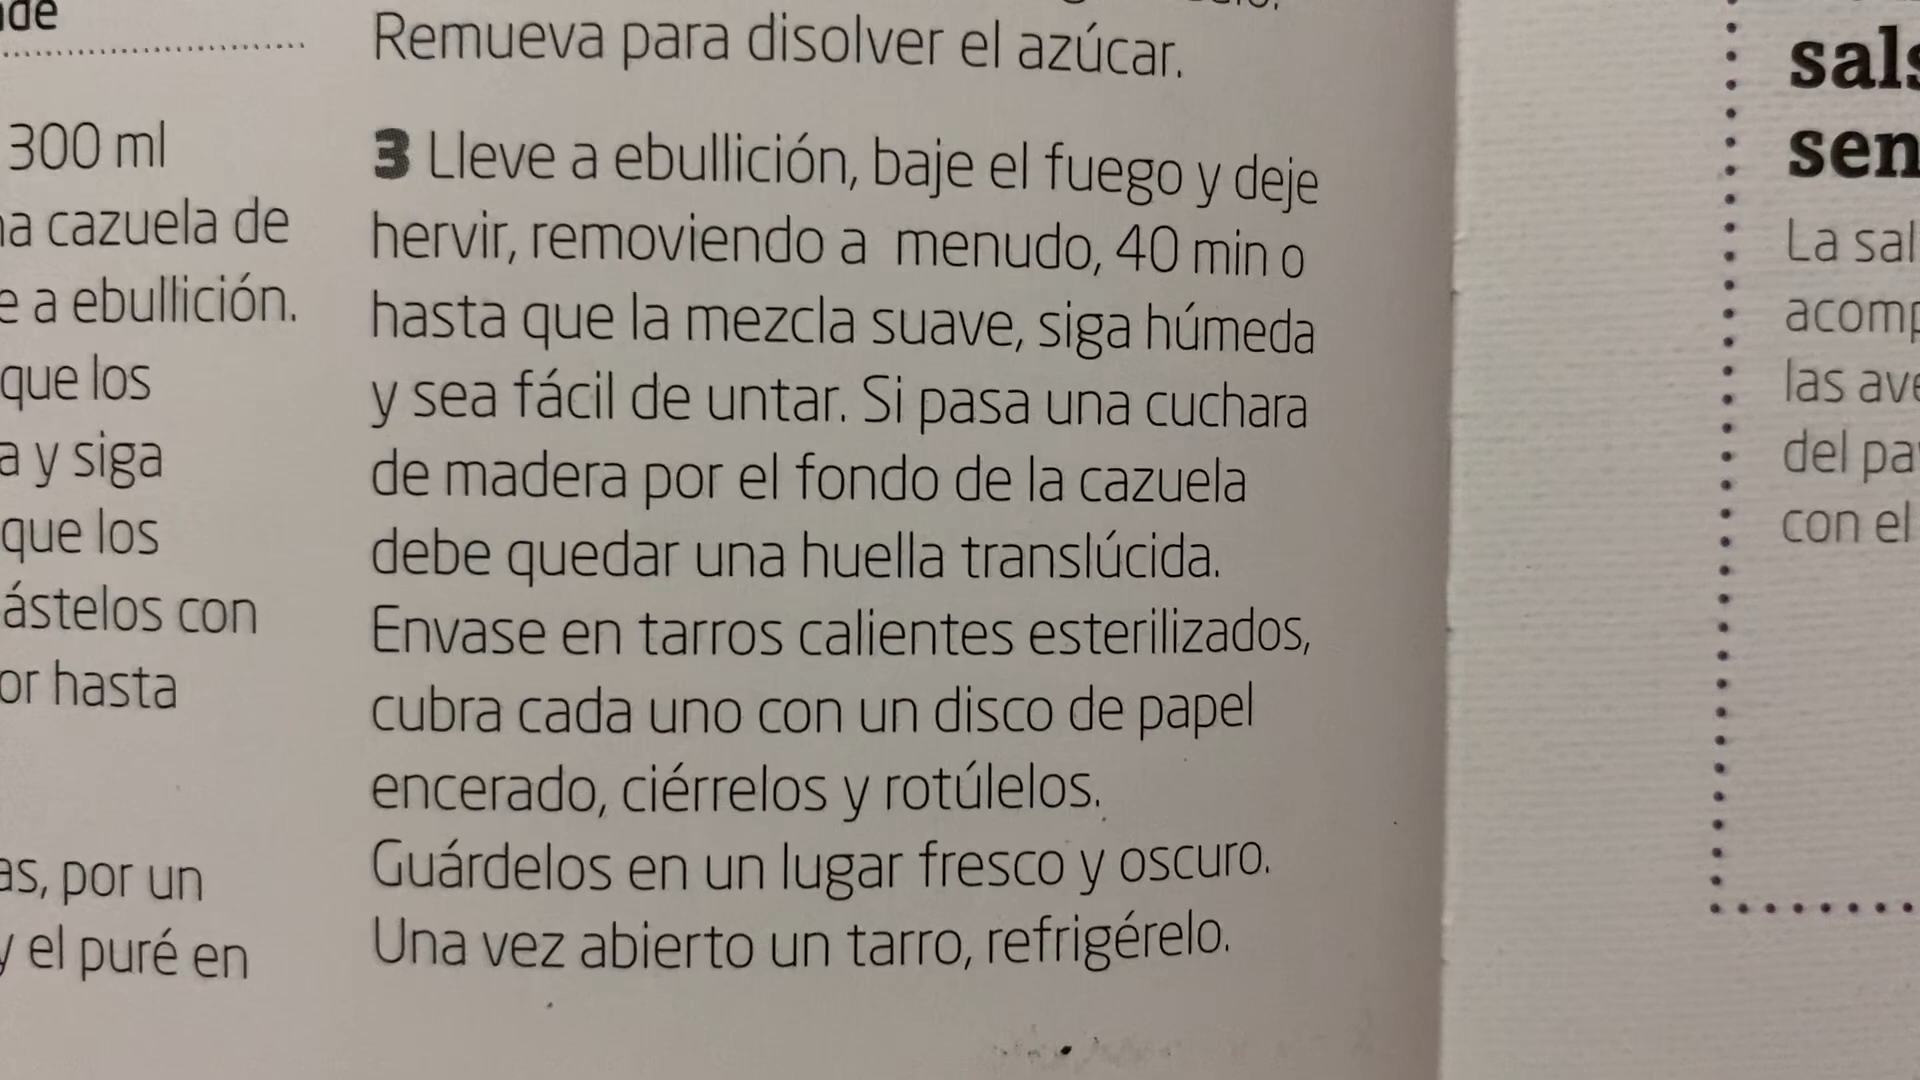 300 ml
cazuela de
a ebullición.
que los
y siga
que los
con
hasta
por un
el puré en
Remueva para disolver el azúcar.
3 Lleve a ebullición, baje el fuego y deje
hervir, removiendo a menudo, 40 min o
hasta que la mezcla suave, siga húmeda
y sea fácil de untar. Si pasa una cuchara
de madera por el fondo de la cazuela
debe quedar una huella translúcida.
Envase en tarros calientes esterilizados,
cubra cada uno con un disco de papel
encerado, ciérrelos y rotúlelos.
Guárdelos en un lugar fresco y oscuro.
Una vez abierto un tarro, refrigérelo.
La
las
del
con el